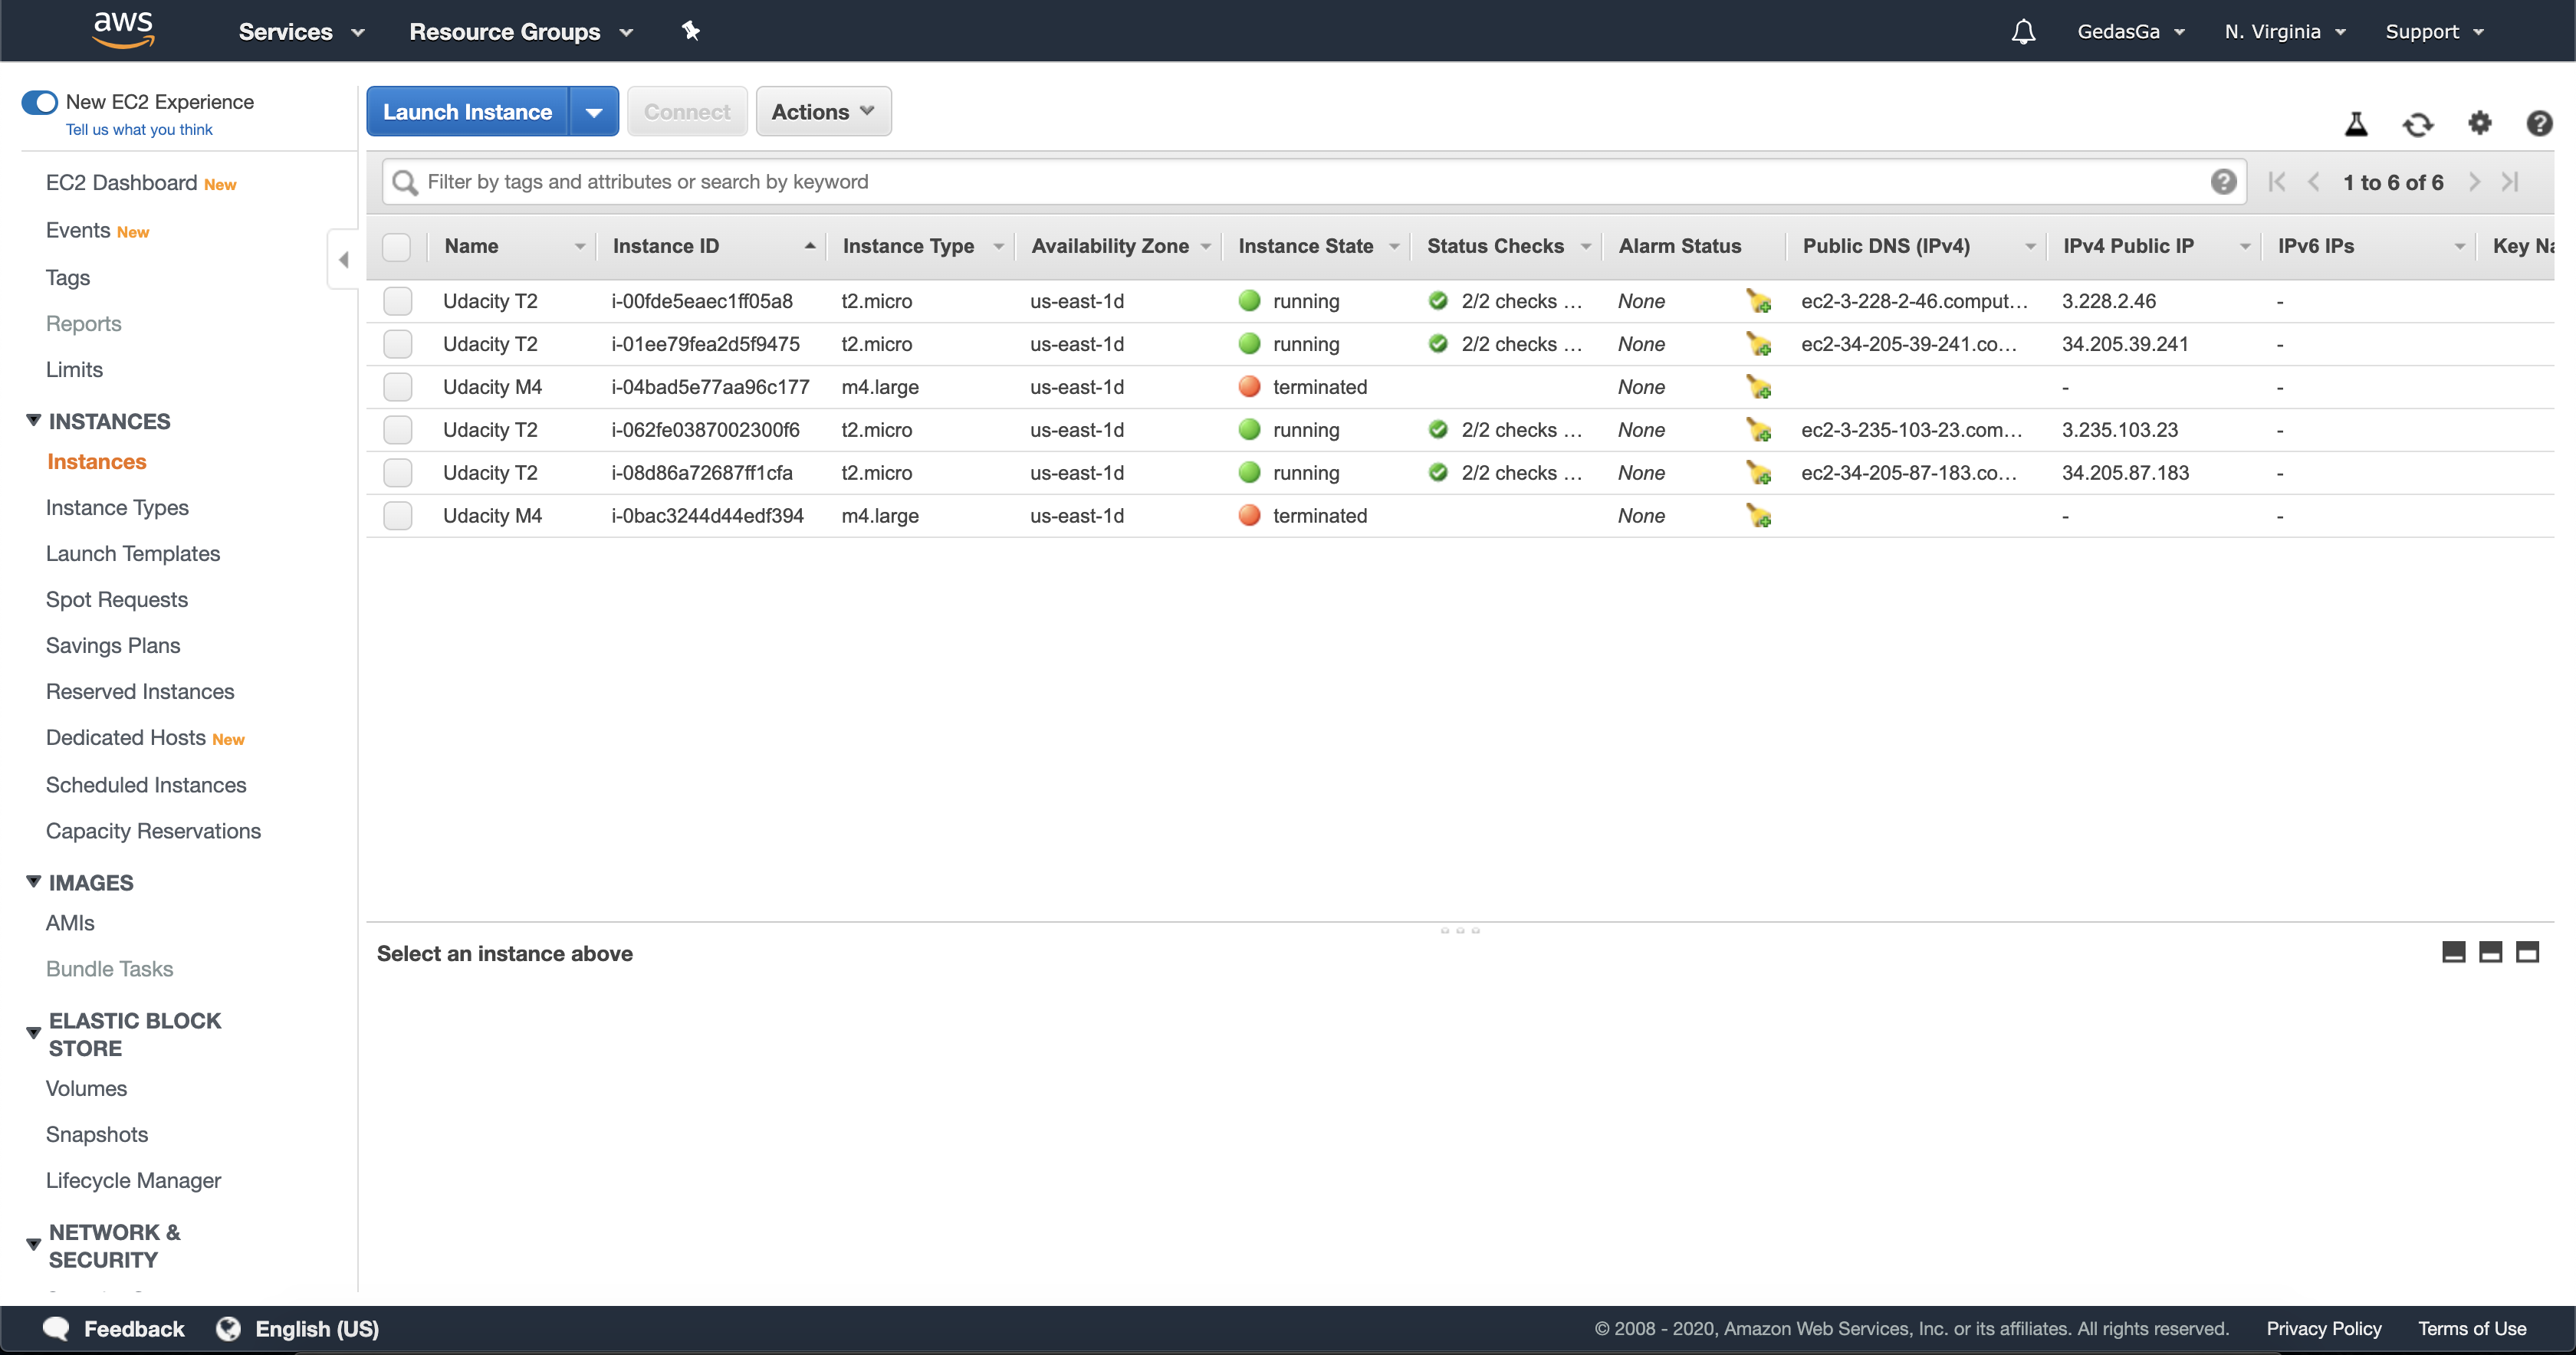 aws Services Resource Groups GedasGa N. Virginia Support
New EC2 Experience
Tell us what you think
EC2 Dashboard New
Events New
Tags
Reports
Limits
INSTANCES
Instances
Instance Types
Launch Templates
Spot Requests
Savings Plans
Reserved Instances
Dedicated Hosts New
Scheduled Instances
Capacity Reservations
IMAGES
AMIs
Bundle Tasks
ELASTIC BLOCK
STORE
Volumes
Snapshots
Lifecycle Manager
NETWORK &
SECURITY
Launch Instance Connect Actions
Filter by tags and attributes or search by keyword 1 to 6 of 6
Name Instance ID Instance Type Availability Zone Instance State Status Checks Alarm Status Public DNS (IPv4) IPv4 Public IP IPv6 IPs Key Na
Udacity T2 i-00fde5eaec1ff05a8 t2.micro us-east-1d running 2/2 checks ... None ec2-3-228-2-46.comput... 3.228.2.46 -
Udacity T2 i-01ee79fea2d5f9475 t2.micro us-east-1d running 2/2 checks ... None ec2-34-205-39-241.co... 34.205.39.241 -
Udacity M4 i-04bad5e77aa96c177 m4.large us-east-1d terminated None - -
Udacity T2 i-062fe0387002300f6 t2.micro us-east-1d running 2/2 checks ... None ec2-3-235-103-23.com... 3.235.103.23 -
Udacity T2 i-08d86a72687ff1cfa t2.micro us-east-1d running 2/2 checks ... None ec2-34-205-87-183.co... 34.205.87.183 -
Udacity M4 i-0bac3244d44edf394 m4.large us-east-1d terminated None - -
Select an instance above
Feedback English (US) © 2008 - 2020, Amazon Web Services, Inc. or its affiliates. All rights reserved. Privacy Policy Terms of Use